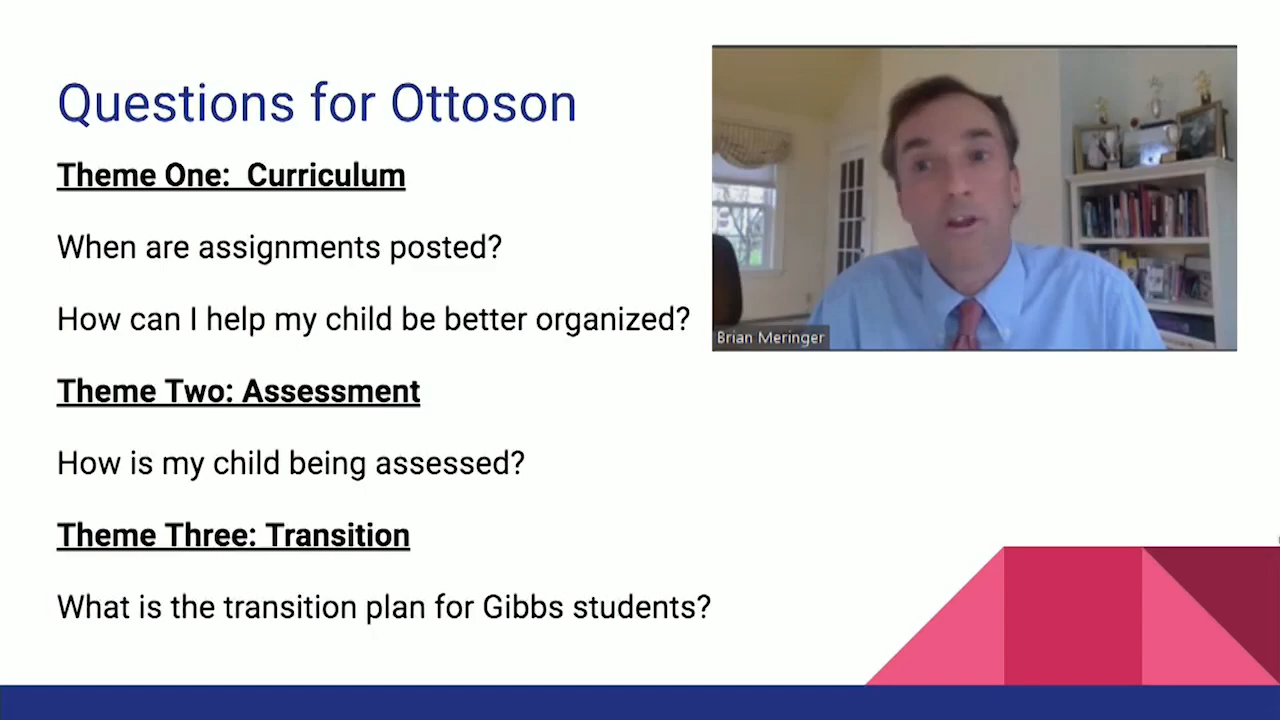 Questions for Ottoson
Theme One:  Curriculum
When are assignments posted?
How can I help my child be better organized?
Theme Two: Assessment
How is my child being assessed?
Theme Three: Transition
What is the transition plan for Gibbs students?
Brian Meringer